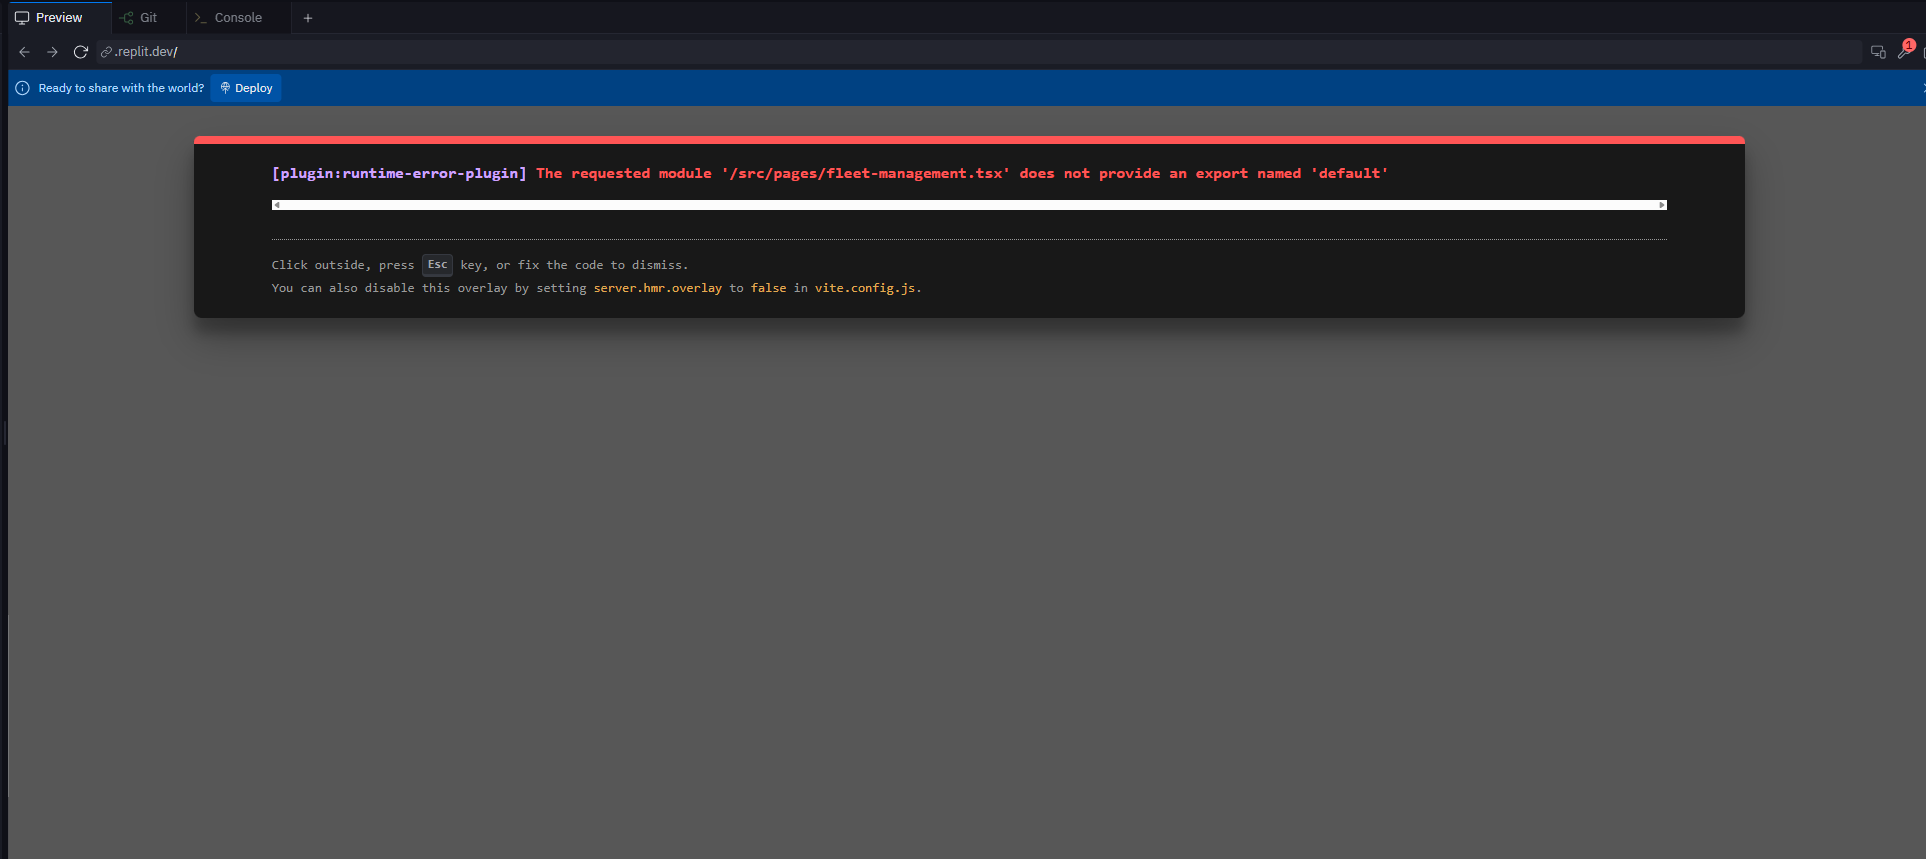 Preview
Git
Console
.replit.dev/
1
Ready to share with the world? Deploy
[plugin:runtime-error-plugin] The requested module '/src/pages/fleet-management.tsx' does not provide an export named 'default'
Click outside, press Esc key, or fix the code to dismiss.
You can also disable this overlay by setting server.hmr.overlay to false in vite.config.js.